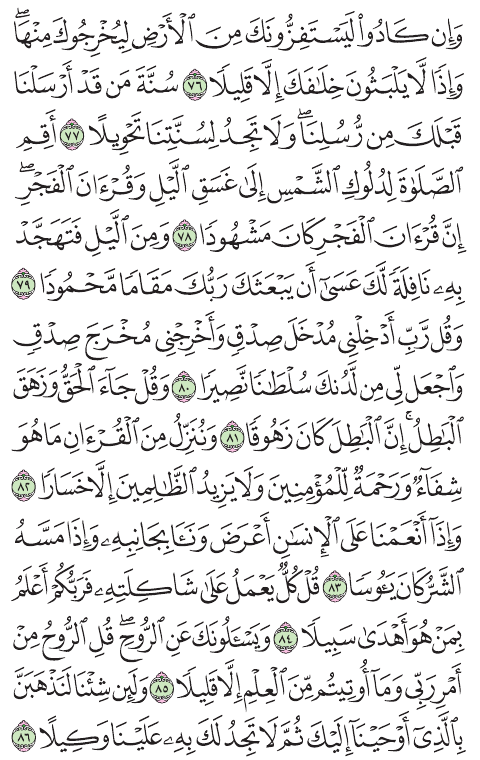 وَإِن كَادُوا۟ لَيَسْتَفِزُّونَكَ مِنَ ٱلْأَرْضِ لِيُخْرِجُوكَ مِنْهَا ۖ
وَإِذًا لَّا يَلْبَثُونَ خِلَٰفَكَ إِلَّا قَلِيلًا ٧٦ سُنَّةَ مَن قَدْ أَرْسَلْنَا
قَبْلَكَ مِن رُّسُلِنَا ۖ وَلَا تَجِدُ لِسُنَّتِنَا تَحْوِيلًا ٧٧ أَقِمِ
ٱلصَّلَوٰةَ لِدُلُوكِ ٱلشَّمْسِ إِلَىٰ غَسَقِ ٱلَّيْلِ وَقُرْءَانَ ٱلْفَجْرِ ۖ
إِنَّ قُرْءَانَ ٱلْفَجْرِ كَانَ مَشْهُودًا ٧٨ وَمِنَ ٱلَّيْلِ فَتَهَجَّدْ
بِهِۦ نَافِلَةً لَّكَ عَسَىٰٓ أَن يَبْعَثَكَ رَبُّكَ مَقَامًا مَّحْمُودًا ٧٩
وَقُل رَّبِّ أَدْخِلْنِى مُدْخَلَ صِدْقٍ وَأَخْرِجْنِى مُخْرَجَ صِدْقٍ
وَٱجْعَل لِّى مِن لَّدُنكَ سُلْطَٰنًا نَّصِيرًا ٨٠ وَقُلْ جَآءَ ٱلْحَقُّ وَزَهَقَ
ٱلْبَٰطِلُ ۚ إِنَّ ٱلْبَٰطِلَ كَانَ زَهُوقًا ٨١ وَنُنَزِّلُ مِنَ ٱلْقُرْءَانِ مَا هُوَ
شِفَآءٌ وَرَحْمَةٌ لِّلْمُؤْمِنِينَ وَلَا يَزِيدُ ٱلظَّٰلِمِينَ إِلَّا خَسَارًا ٨٢
وَإِذَآ أَنْعَمْنَا عَلَى ٱلْإِنسَٰنِ أَعْرَضَ وَنَـَٔا بِجَانِبِهِۦ وَإِذَا مَسَّهُ
ٱلشَّرُّ كَانَ يَـُٔوسًا ٨٣ قُلْ كُلٌّ يَعْمَلُ عَلَىٰ شَاكِلَتِهِۦ فَرَبُّكُمْ أَعْلَمُ
بِمَنْ هُوَ أَهْدَىٰ سَبِيلًا ٨٤ وَيَسْـَٔلُونَكَ عَنِ ٱلرُّوحِ ۖ قُلِ ٱلرُّوحُ مِنْ
أَمْرِ رَبِّى وَمَآ أُوتِيتُم مِّنَ ٱلْعِلْمِ إِلَّا قَلِيلًا ٨٥ وَلَئِن شِئْنَا لَنَذْهَبَنَّ
بِٱلَّذِىٓ أَوْحَيْنَآ إِلَيْكَ ثُمَّ لَا تَجِدُ لَكَ بِهِۦ عَلَيْنَا وَكِيلًا ٨٦